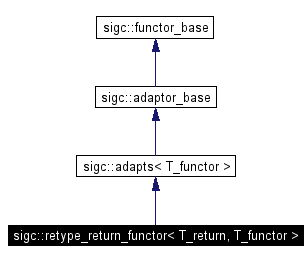 sigc::functor_base
sigc::adaptor_base
sigc::adapts< T_functor >
sigc::retype_return_functor< T_return, T_functor >